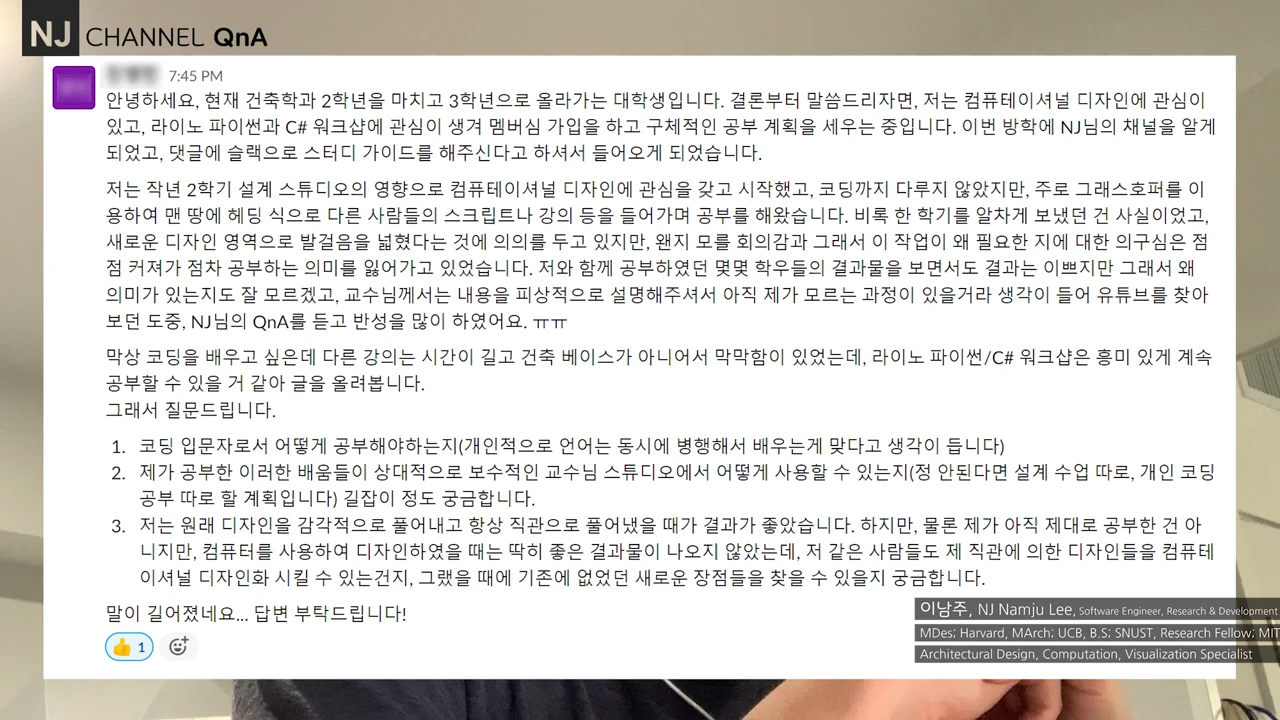 NJ CHANNEL QnA
7:45 PM
안녕하세요, 현재 건축학과 2학년을 마치고 3학년으로 올라가는 대학생입니다. 결론부터 말씀드리자면, 저는 컴퓨테이셔널 디자인에 관심이
있고, 라이노 파이썬과 C# 워크샵에 관심이 생겨 멤버심 가입을 하고 구체적인 공부 계획을 세우는 중입니다. 이번 방학에 NJ님의 채널을 알게
되었고, 댓글에 슬랙으로 스터디 가이드를 해주신다고 하셔서 들어오게 되었습니다.
저는 작년 2학기 설계 스튜디오의 영향으로 컴퓨테이셔널 디자인에 관심을 갖고 시작했고, 코딩까지 다루지 않았지만, 주로 그래스호퍼를 이
용하여 맨 땅에 헤딩 식으로 다른 사람들의 스크립트나 강의 등을 들어가며 공부를 해왔습니다. 비록 한 학기를 알차게 보냈던 건 사실이었고,
새로운 디자인 영역으로 발걸음을 넓혔다는 것에 의의를 두고 있지만, 왠지 모를 회의감과 그래서 이 작업이 왜 필요한 지에 대한 의구심은 점
점 커져가 점차 공부하는 의미를 잃어가고 있었습니다. 저와 함께 공부하였던 몇몇 학우들의 결과물을 보면서도 결과는 이쁘지만 그래서 왜
의미가 있는지도 잘 모르겠고, 교수님께서는 내용을 피상적으로 설명해주셔서 아직 제가 모르는 과정이 있을거라 생각이 들어 유튜브를 찾아
보던 도중, NJ님의 QnA를 듣고 반성을 많이 하였어요. ㅠㅠ
막상 코딩을 배우고 싶은데 다른 강의는 시간이 길고 건축 베이스가 아니어서 막막함이 있었는데, 라이노 파이썬/C# 워크샵은 흥미 있게 계속
공부할 수 있을 거 같아 글을 올려봅니다.
그래서 질문드립니다.
1. 코딩 입문자로서 어떻게 공부해야하는지(개인적으로 언어는 동시에 병행해서 배우는게 맞다고 생각이 듭니다)
2. 제가 공부한 이러한 배움들이 상대적으로 보수적인 교수님 스튜디오에서 어떻게 사용할 수 있는지(정 안된다면 설계 수업 따로, 개인 코딩
공부 따로 할 계획입니다) 길잡이 정도 궁금합니다.
3. 저는 원래 디자인을 감각적으로 풀어내고 항상 직관으로 풀어냈을 때가 결과가 좋았습니다. 하지만, 물론 제가 아직 제대로 공부한 건 아
니지만, 컴퓨터를 사용하여 디자인하였을 때는 딱히 좋은 결과물이 나오지 않았는데, 저 같은 사람들도 제 직관에 의한 디자인들을 컴퓨테
이셔널 디자인화 시킬 수 있는건지, 그랬을 때에 기존에 없었던 새로운 장점들을 찾을 수 있을지 궁금합니다.
말이 길어졌네요... 답변 부탁드립니다!
1
이남주, NJ Namju Lee, Software Engineer, Research & Development
MDes; Harvard, MArch; UCB, B.S; SNUST, Research Fellow; MIT
Architectural Design, Computation, Visualization Specialist